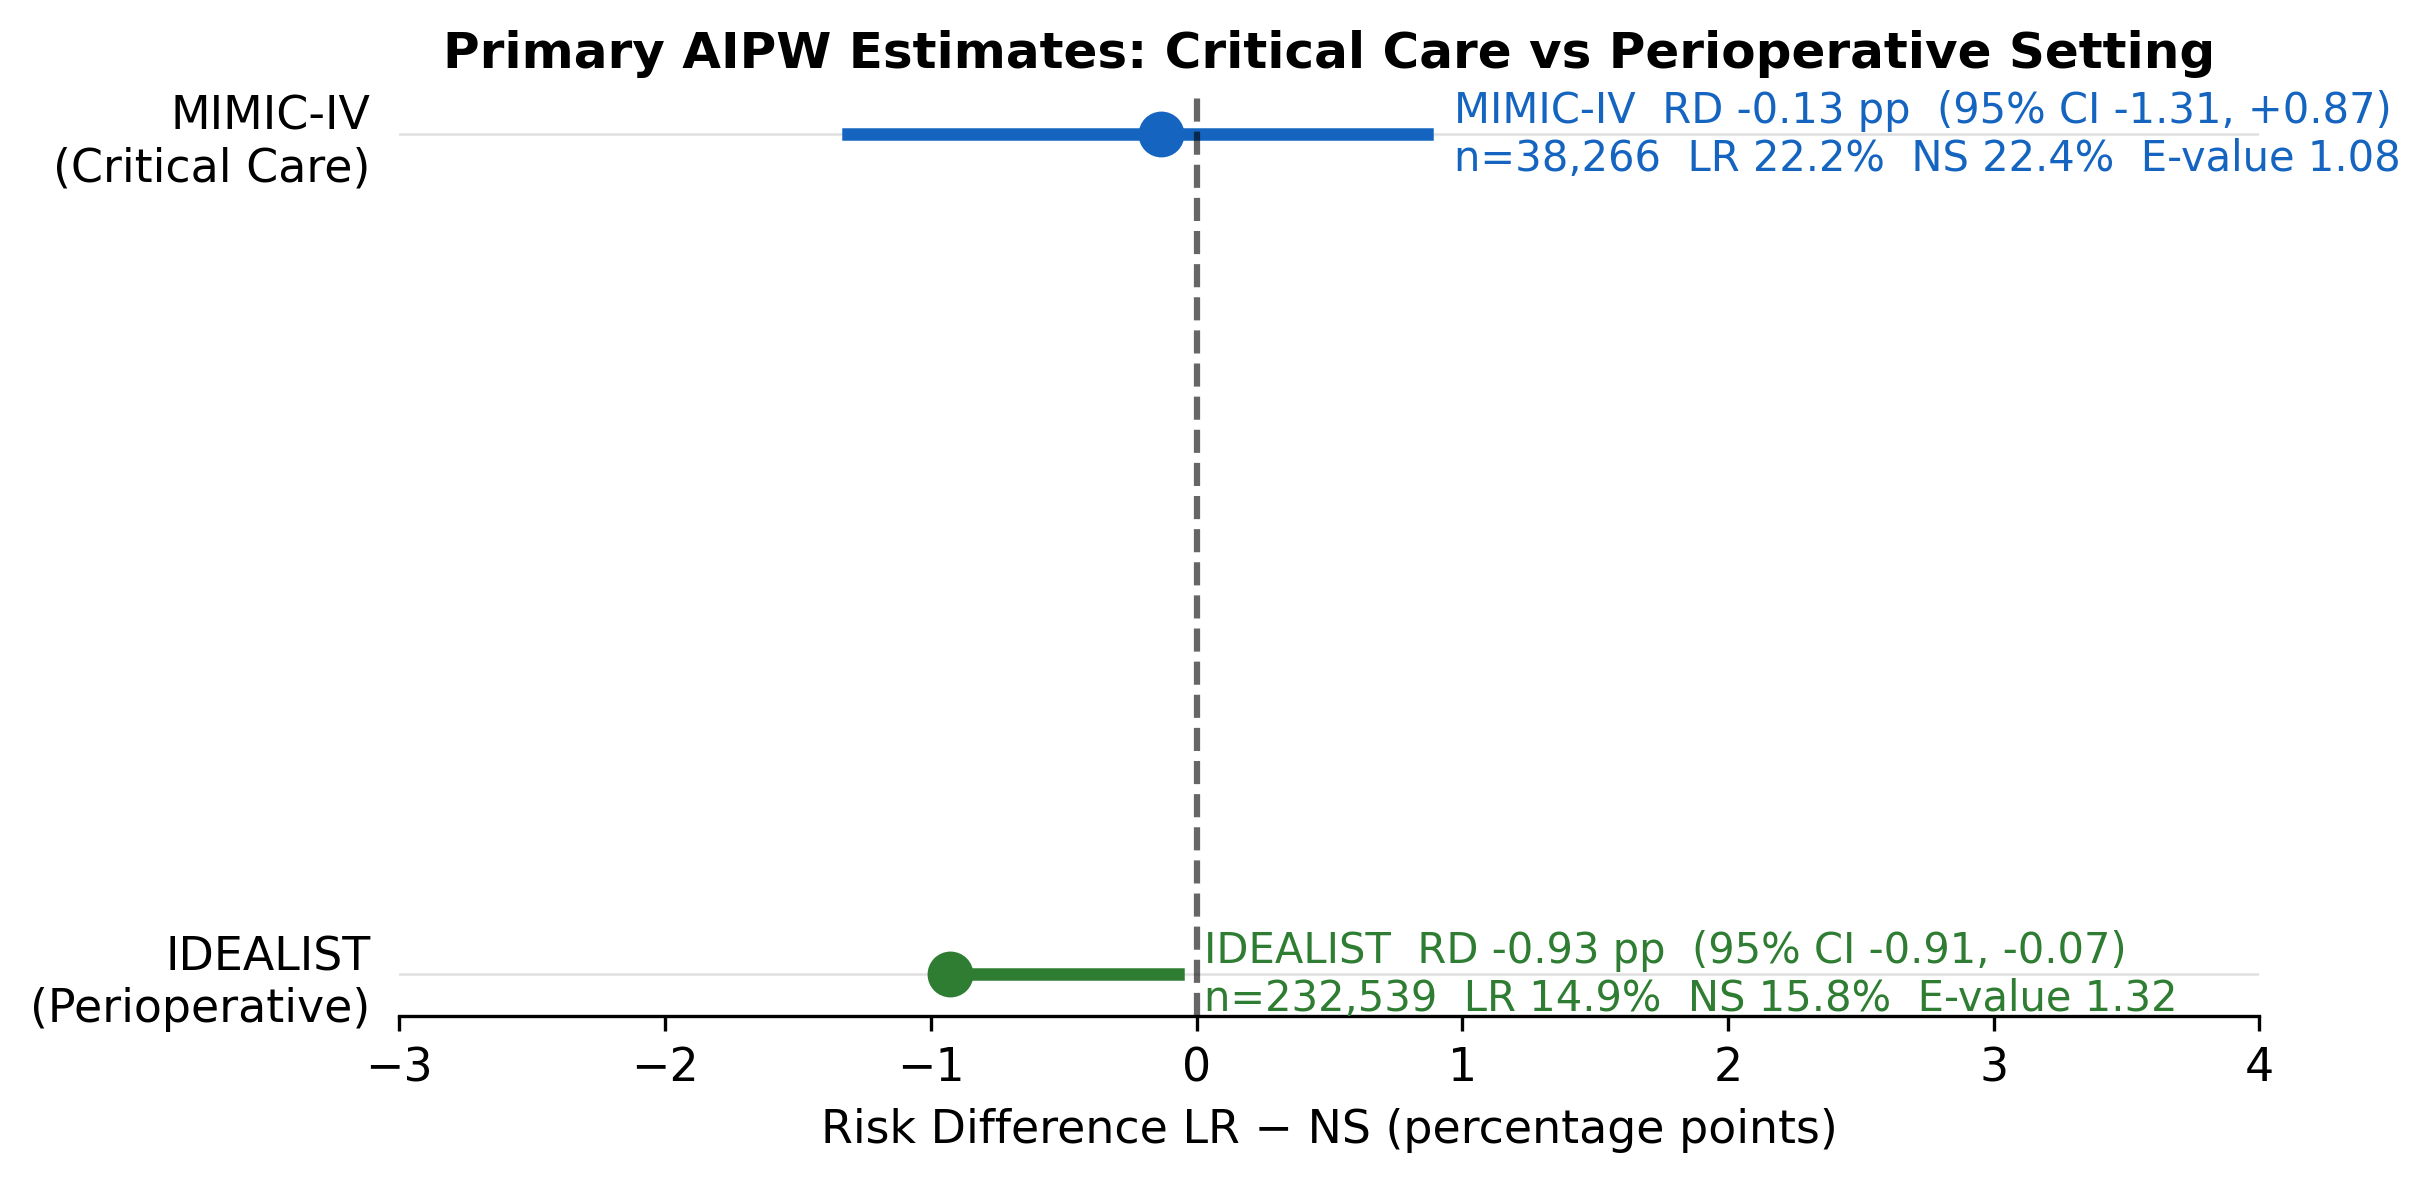 Primary AIPW Estimates: Critical Care vs Perioperative Setting
MIMIC-IV
(Critical Care)
MIMIC-IV  RD -0.13 pp  (95% CI -1.31, +0.87)
n=38,266  LR 22.2%  NS 22.4%  E-value 1.08
IDEALIST
(Perioperative)
IDEALIST  RD -0.93 pp  (95% CI -0.91, -0.07)
n=232,539  LR 14.9%  NS 15.8%  E-value 1.32
−3 −2 −1 0 1 2 3 4
Risk Difference LR − NS (percentage points)